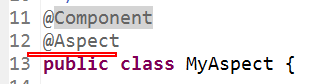 11 @Component
12 @Aspect
13 public class MyAspect {